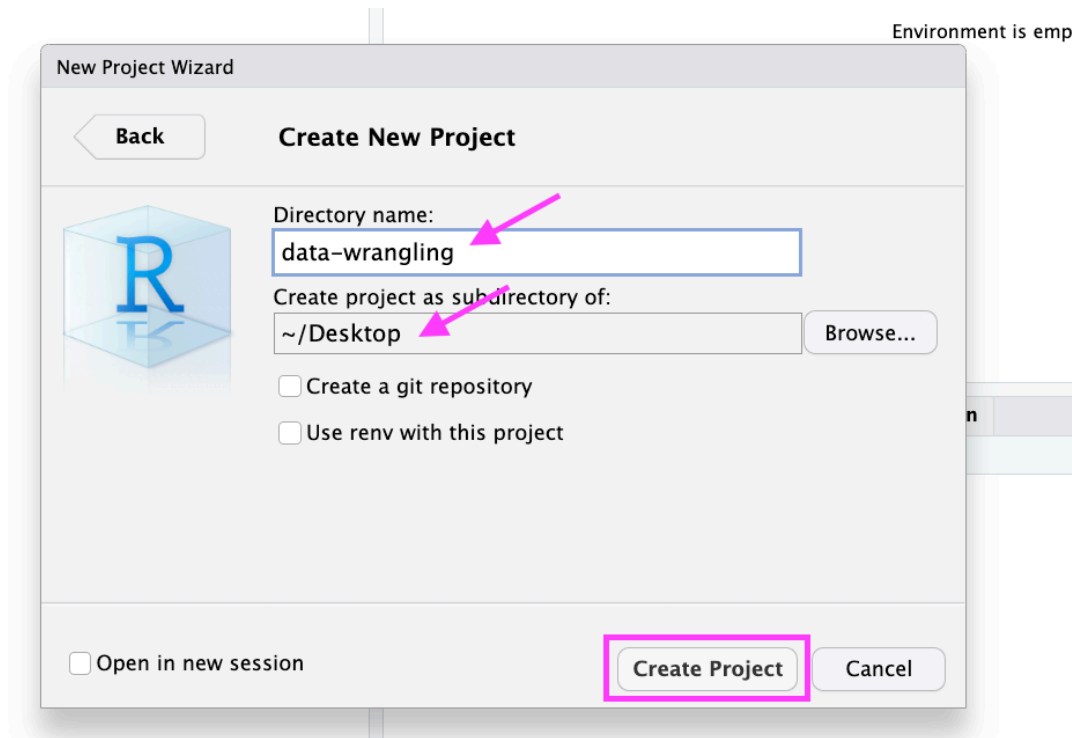 Environment is emp
New Project Wizard
Back
Create New Project
R
Directory name:
data-wrangling
Create project as subdirectory of:
~/Desktop
Browse...
Create a git repository
Use renv with this project
n
Open in new session
Create Project
Cancel